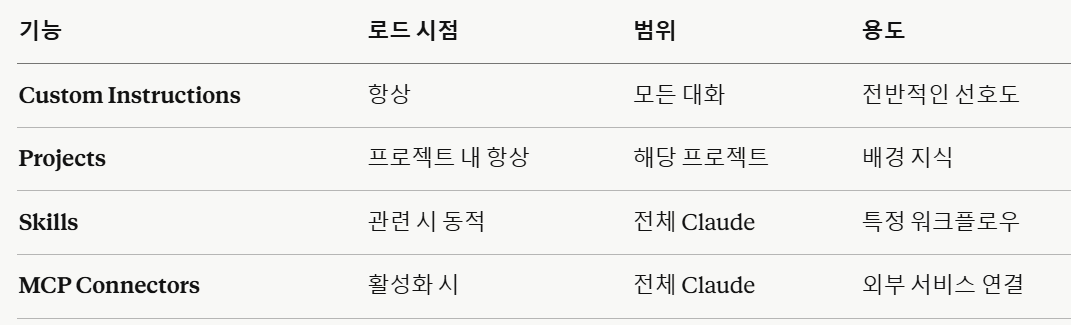 기능 로드 시점 범위 용도
Custom Instructions 항상 모든 대화 전반적인 선호도
Projects 프로젝트 내 항상 해당 프로젝트 배경 지식
Skills 관련 시 동적 전체 Claude 특정 워크플로우
MCP Connectors 활성화 시 전체 Claude 외부 서비스 연결